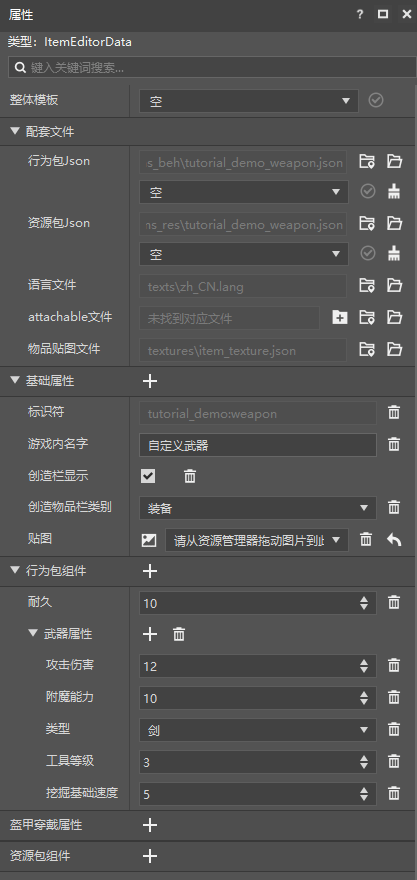 属性
类型：ItemEditorData
键入关键词搜索...
整体模板 空
配套文件
行为包Json ıs_beh\tutorial_demo_weapon.json
空
资源包Json ns_res\tutorial_demo_weapon.json
空
语言文件 texts\zh_CN.lang
attachable文件 未找到对应文件
物品贴图文件 textures\item_texture.json
基础属性
标识符 tutorial_demo:weapon
游戏内名字 自定义武器
创造栏显示
创造物品栏类别 装备
贴图 请从资源管理器拖动图片到此
行为包组件
耐久 10
武器属性
攻击伤害 12
附魔能力 10
类型 剑
工具等级 3
挖掘基础速度 5
盔甲穿戴属性
资源包组件